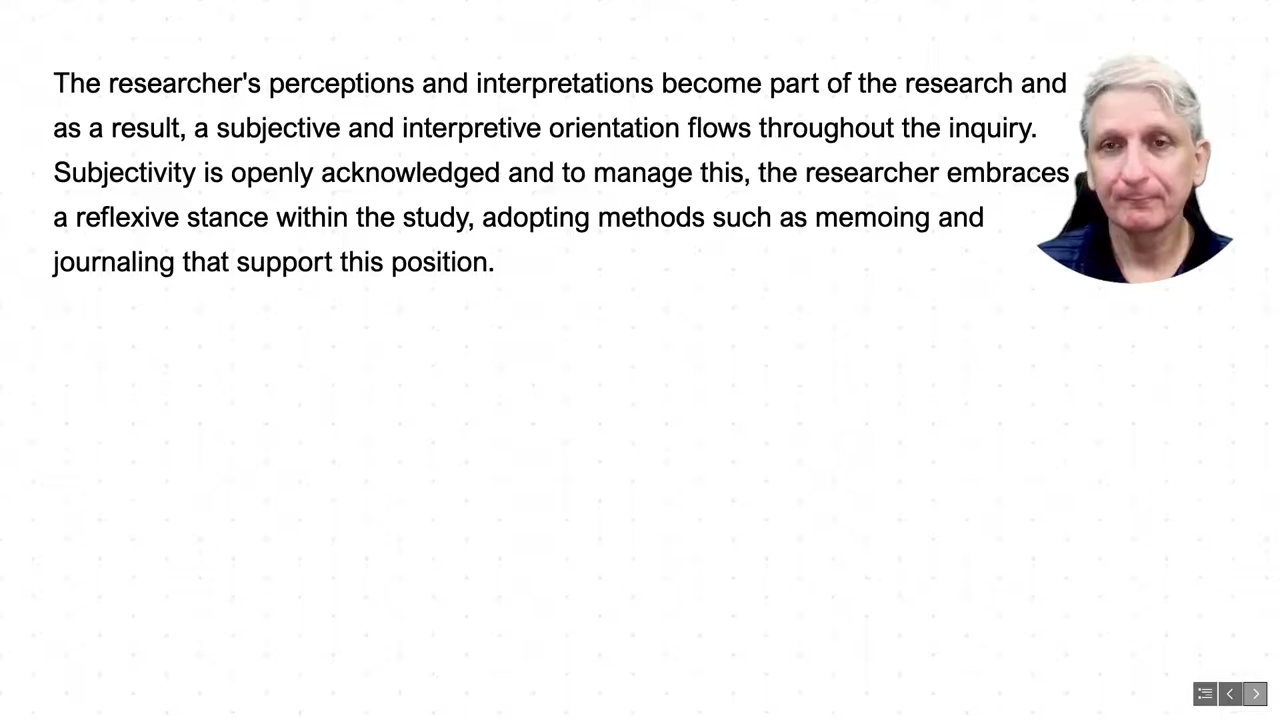 The researcher's perceptions and interpretations become part of the research and
as a result, a subjective and interpretive orientation flows throughout the inquiry.
Subjectivity is openly acknowledged and to manage this, the researcher embraces
a reflexive stance within the study, adopting methods such as memoing and
journaling that support this position.